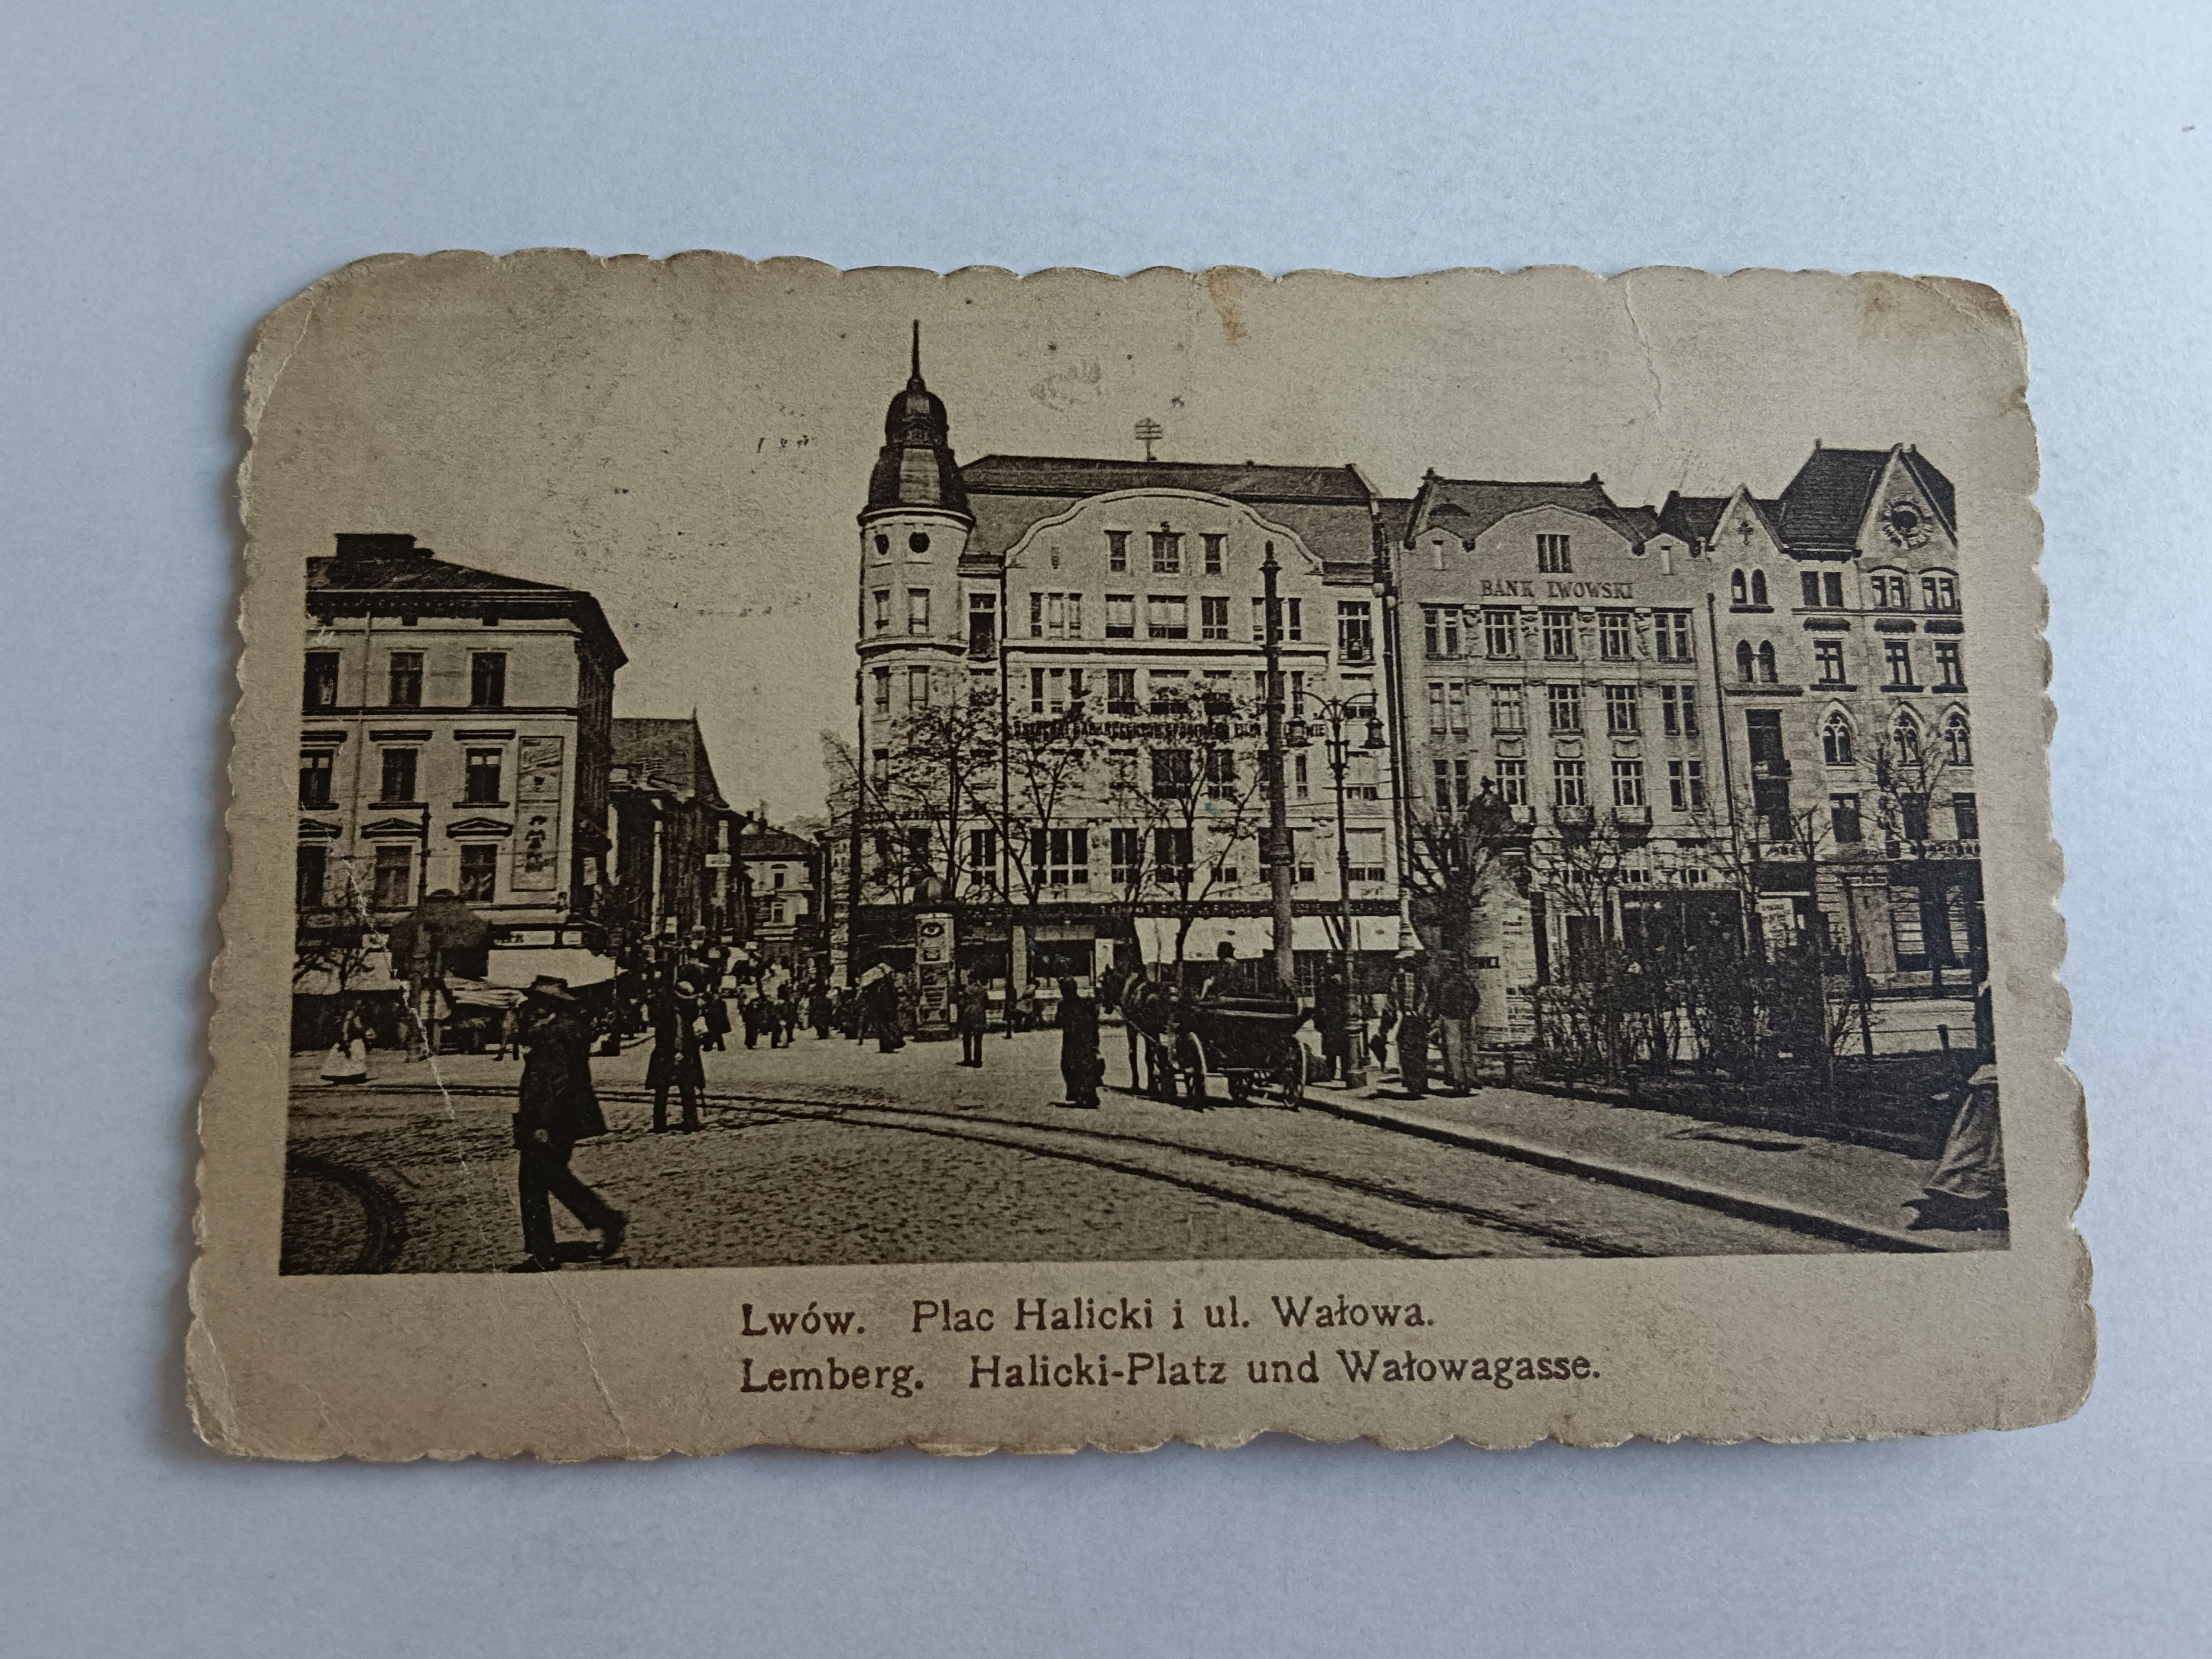 BANK LWOWSKI
Lwów. Plac Halicki i ul. Wałowa.
Lemberg. Halicki-Platz und Wałowagasse.